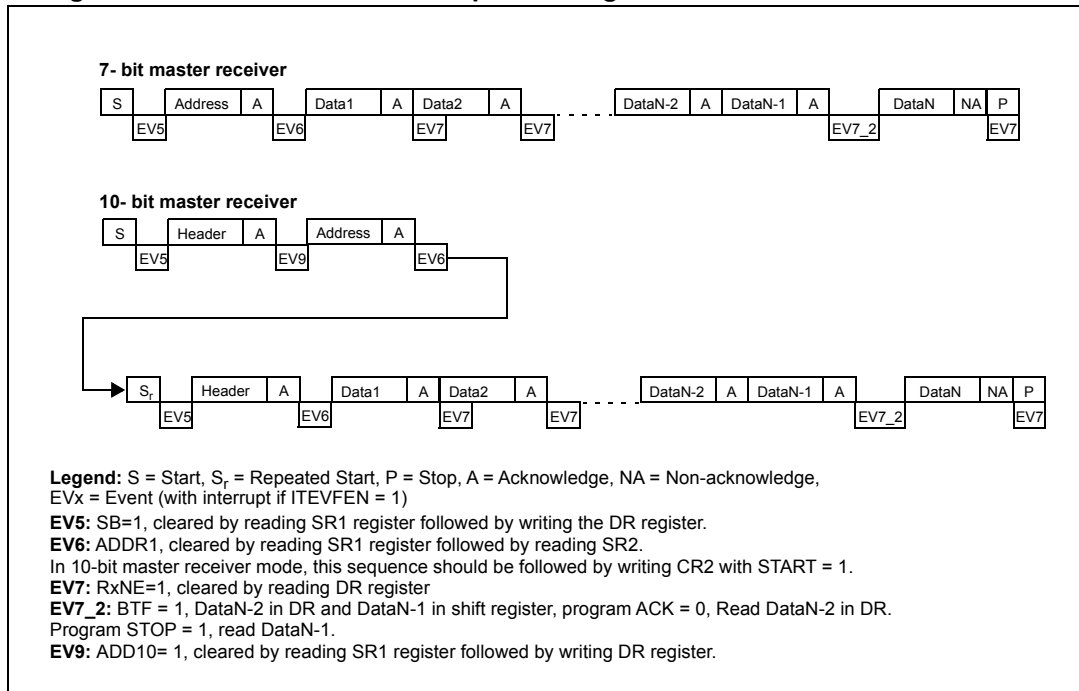 7- bit master receiver
S Address A Data1 A Data2 A DataN-2 A DataN-1 A DataN NA P
EV5 EV6 EV7 EV7 EV7_2 EV7
10- bit master receiver
S Header A Address A
EV5 EV9 EV6
Sr Header A Data1 A Data2 A DataN-2 A DataN-1 A DataN NA P
EV5 EV6 EV7 EV7 EV7_2 EV7
Legend: S = Start, Sr = Repeated Start, P = Stop, A = Acknowledge, NA = Non-acknowledge,
EVx = Event (with interrupt if ITEVFEN = 1)
EV5: SB=1, cleared by reading SR1 register followed by writing the DR register.
EV6: ADDR1, cleared by reading SR1 register followed by reading SR2.
In 10-bit master receiver mode, this sequence should be followed by writing CR2 with START = 1.
EV7: RxNE=1, cleared by reading DR register
EV7_2: BTF = 1, DataN-2 in DR and DataN-1 in shift register, program ACK = 0, Read DataN-2 in DR.
Program STOP = 1, read DataN-1.
EV9: ADD10= 1, cleared by reading SR1 register followed by writing DR register.